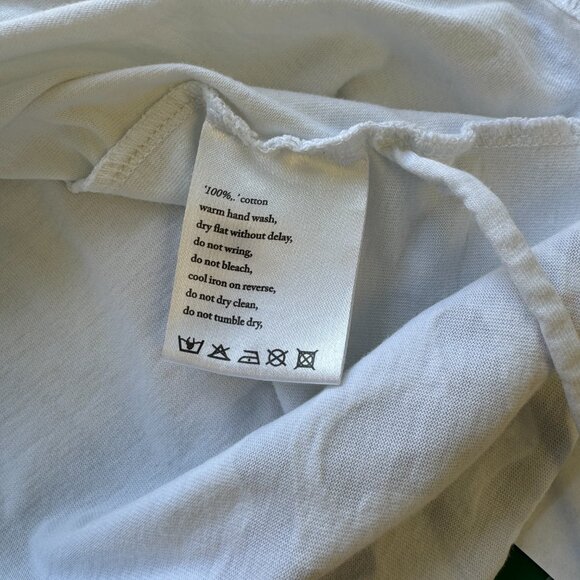 '100%,.' cotton
warm hand wash,
dry flat without delay,
do not wring,
do not bleach,
cool iron on reverse,
do not dry clean,
do not tumble dry,